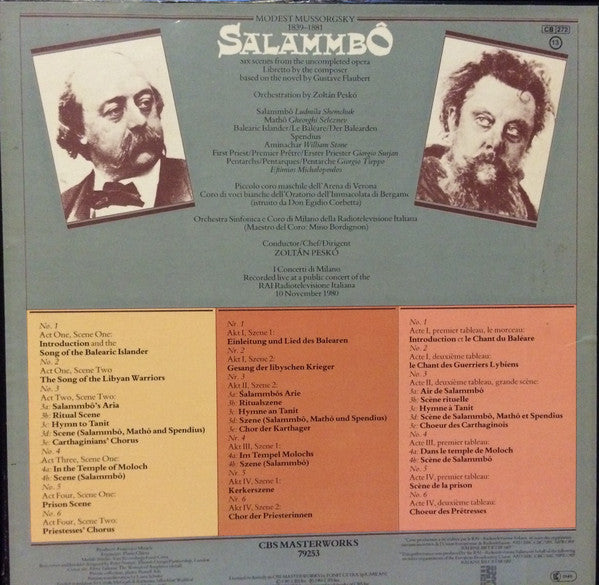 MODEST MUSSORGSKY
1839–1881
SALAMMBÔ
six scenes from the uncompleted opera
Libretto by the composer
based on the novel by Gustave Flaubert
Orchestration by Zoltán Peskó
CB 272
13
Salammbô Ludmila Shemchuk
Mathô Gheorghi Seleznev
Balearic Islander/Le Baléare/Der Balearden
Spendius
Aminachar William Stone
First Priest/Premier Prêtre/Erster Priester Giorgio Surjan
Pentarchs/Pentarques/Pentarche Giorgio Tieppo
Eftimios Michalopoulos
Piccolo coro maschile dell'Arena di Verona
Coro di voci bianche dell'Oratorio dell'Immacolata di Bergamo
(istruito da Don Egidio Corbetta)
Orchestra Sinfonica e Coro di Milano della Radiotelevisione Italiana
(Maestro del Coro: Mino Bordignon)
Conductor/Chef/Dirigent
ZOLTÁN PESKÓ
I Concerti di Milano
Recorded live at a public concert of the
RAI Radiotelevisione Italiana
10 November 1980
No. 1
Act One, Scene One:
Introduction and the
Song of the Balearic Islander
No. 2
Act One, Scene Two
The Song of the Libyan Warriors
No. 3
Act Two, Scene Two:
3a: Salammbô's Aria
3b: Ritual Scene
3c: Hymn to Tanit
3d: Scene (Salammbô, Mathô and Spendius)
3e: Carthaginians' Chorus
No. 4
Act Three, Scene One:
4a: In the Temple of Moloch
4b: Scene (Salammbô)
No. 5
Act Four, Scene One:
Prison Scene
No. 6
Act Four, Scene Two:
Priestesses' Chorus
Nr. 1
Akt I, Szene 1:
Einleitung und Lied des Balearen
Nr. 2
Akt I, Szene 2:
Gesang der libyschen Krieger
Nr. 3
Akt II, Szene 2:
3a: Salammbôs Arie
3b: Ritualszene
3c: Hymne an Tanit
3d: Szene (Salammbô, Mathô und Spendius)
3e: Chor der Karthager
Nr. 4
Akt III, Szene 1:
4a: Im Tempel Molochs
4b: Szene (Salammbô)
Nr. 5
Akt IV, Szene 1:
Kerkerszene
Nr. 6
Akt IV, Szene 2:
Chor der Priesterinnen
No. 1
Acte I, premier tableau, le morceau:
Introduction et le Chant du Baléare
No. 2
Acte I, deuxième tableau:
le Chant des Guerriers Lybiens
No. 3
Acte II, deuxième tableau, grande scène:
3a: Air de Salammbô
3b: Scène rituelle
3c: Hymne à Tanit
3d: Scène de Salammbô, Mathô et Spendius
3e: Choeur des Carthaginois
No. 4
Acte III, premier tableau:
4a: Dans le temple de Moloch
4b: Scène de Salammbô
No. 5
Acte IV, premier tableau:
Scène de la prison
No. 6
Acte IV, deuxième tableau:
Choeur des Prêtresses
CBS MASTERWORKS
79253